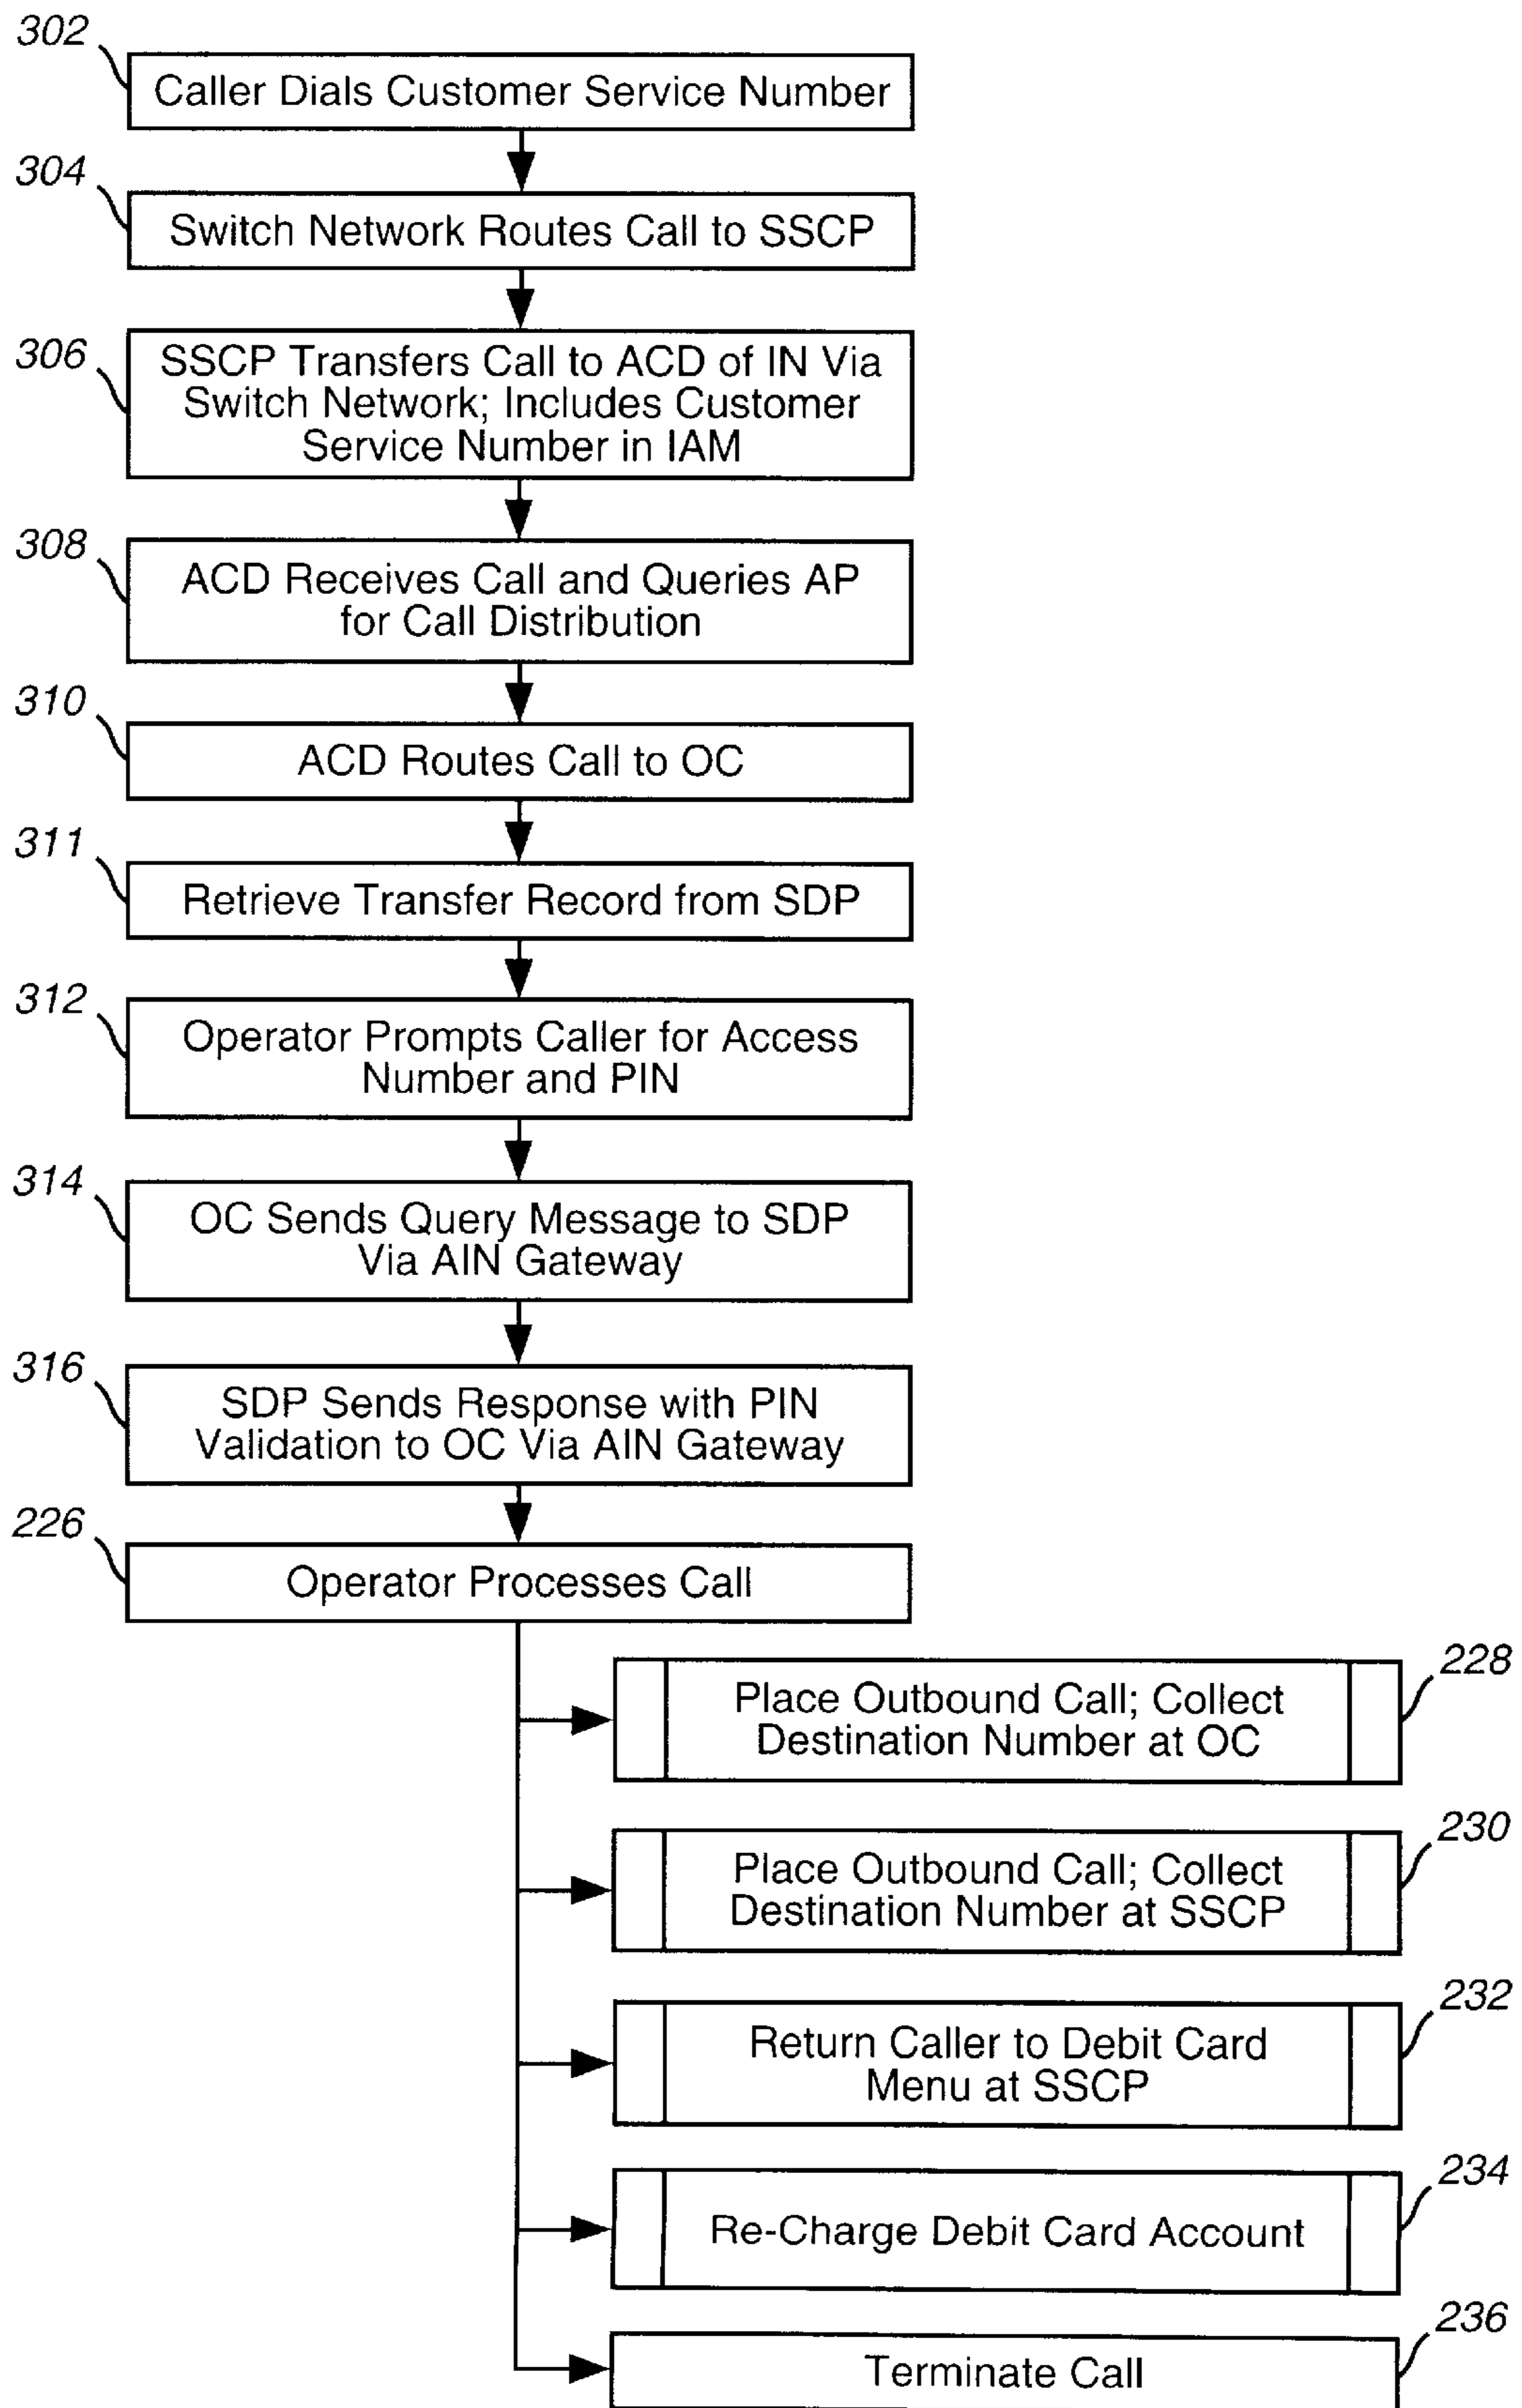 302
Caller Dials Customer Service Number
304
Switch Network Routes Call to SSCP
306
SSCP Transfers Call to ACD of IN Via
Switch Network; Includes Customer
Service Number in IAM
308
ACD Receives Call and Queries AP
for Call Distribution
310
ACD Routes Call to OC
311
Retrieve Transfer Record from SDP
312
Operator Prompts Caller for Access
Number and PIN
314
OC Sends Query Message to SDP
Via AIN Gateway
316
SDP Sends Response with PIN
Validation to OC Via AIN Gateway
226
Operator Processes Call
228
Place Outbound Call; Collect
Destination Number at OC
230
Place Outbound Call; Collect
Destination Number at SSCP
232
Return Caller to Debit Card
Menu at SSCP
234
Re-Charge Debit Card Account
236
Terminate Call